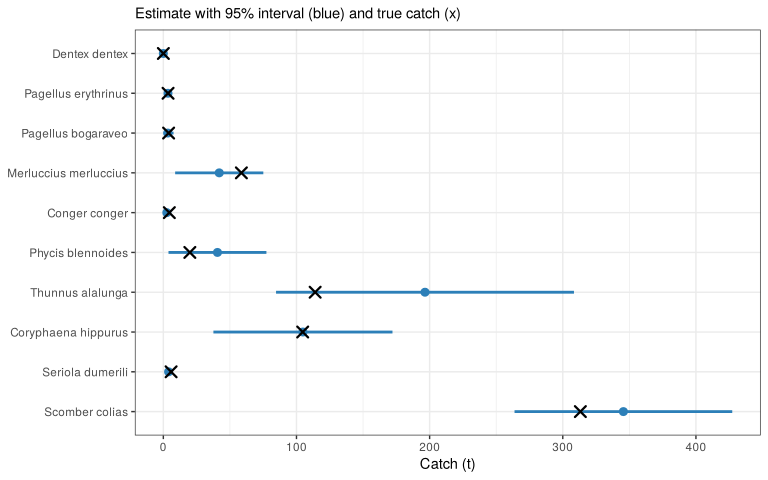 Estimate with 95% interval (blue) and true catch (x)
Dentex dentex
Pagellus erythrinus
Pagellus bogaraveo
Merluccius merluccius
Conger conger
Phycis blennoides
Thunnus alalunga
Coryphaena hippurus
Seriola dumerili
Scomber colias
0 100 200 300 400
Catch (t)